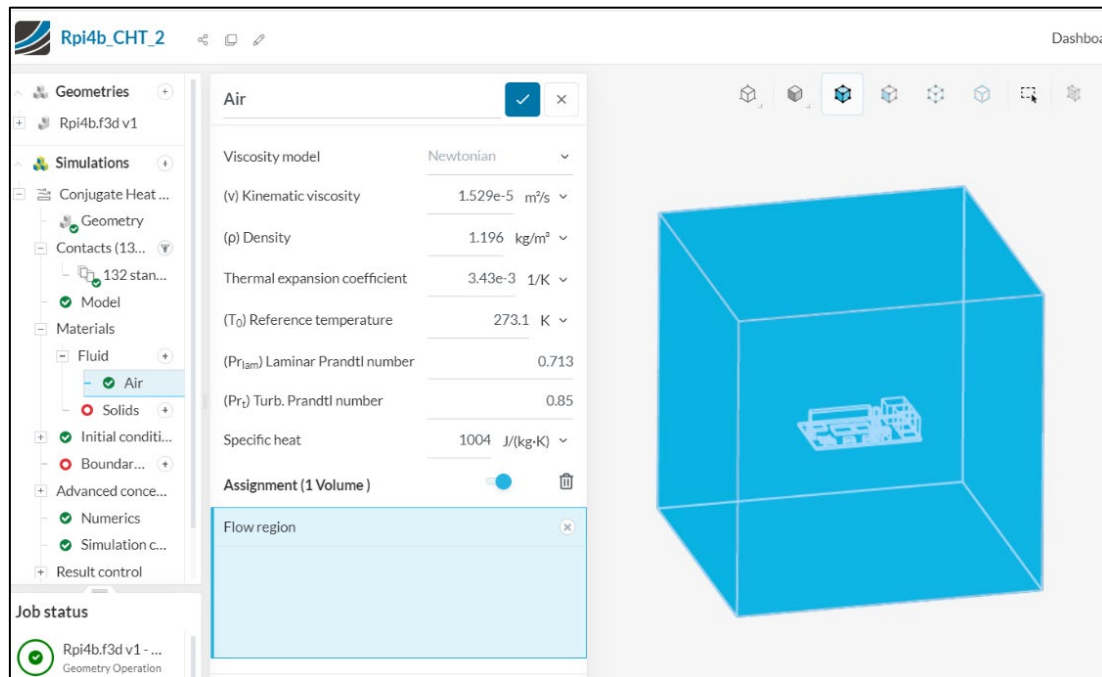 Rpi4b_CHT_2
Dashboa
Geometries
Rpi4b.f3d v1
Simulations
Conjugate Heat ...
Geometry
Contacts (13...
132 stan...
Model
Materials
Fluid
Air
Solids
Initial conditi...
Boundar...
Advanced conce...
Numerics
Simulation c...
Result control
Job status
Rpi4b.f3d v1 - ...
Geometry Operation
Air
Viscosity model Newtonian
(ν) Kinematic viscosity 1.529e-5 m²/s
(ρ) Density 1.196 kg/m³
Thermal expansion coefficient 3.43e-3 1/K
(T₀) Reference temperature 273.1 K
(Prlam) Laminar Prandtl number 0.713
(Prt) Turb. Prandtl number 0.85
Specific heat 1004 J/(kg·K)
Assignment (1 Volume )
Flow region